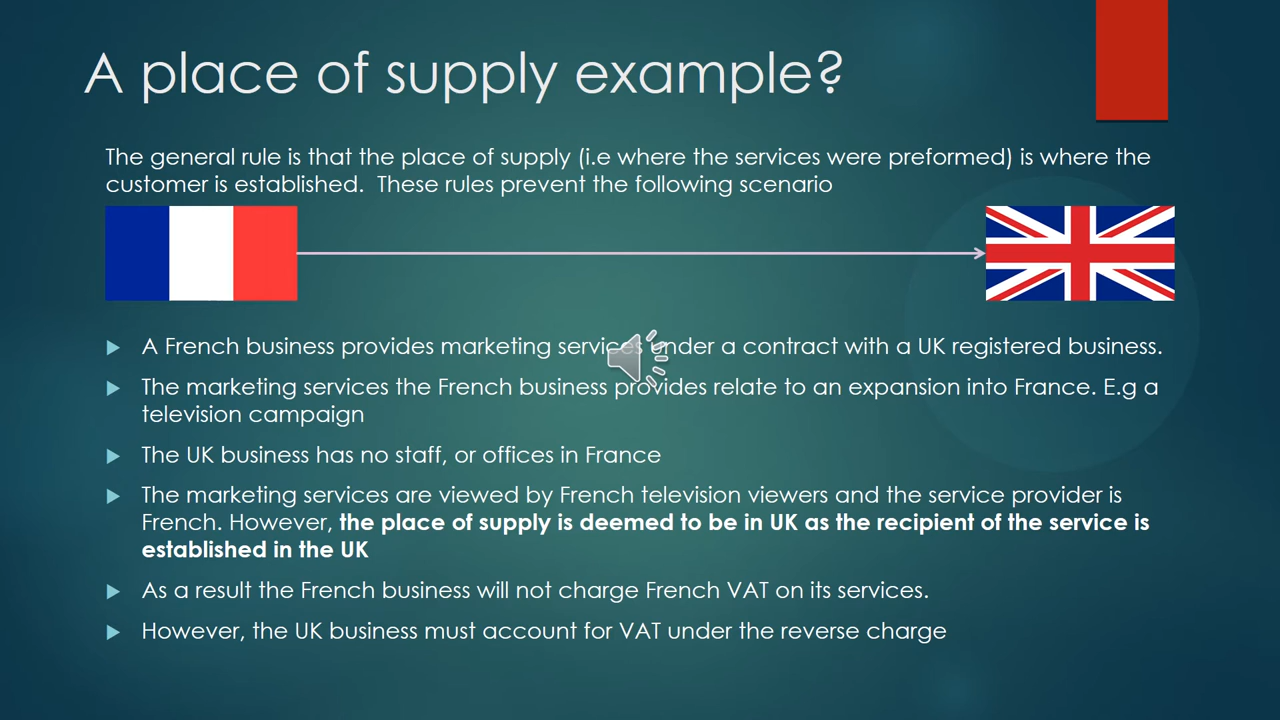 A place of supply example?
The general rule is that the place of supply (i.e where the services were preformed) is where the
customer is established.  These rules prevent the following scenario
A French business provides marketing services under a contract with a UK registered business.
The marketing services the French business provides relate to an expansion into France. E.g a
television campaign
The UK business has no staff, or offices in France
The marketing services are viewed by French television viewers and the service provider is
French. However, the place of supply is deemed to be in UK as the recipient of the service is
established in the UK
As a result the French business will not charge French VAT on its services.
However, the UK business must account for VAT under the reverse charge